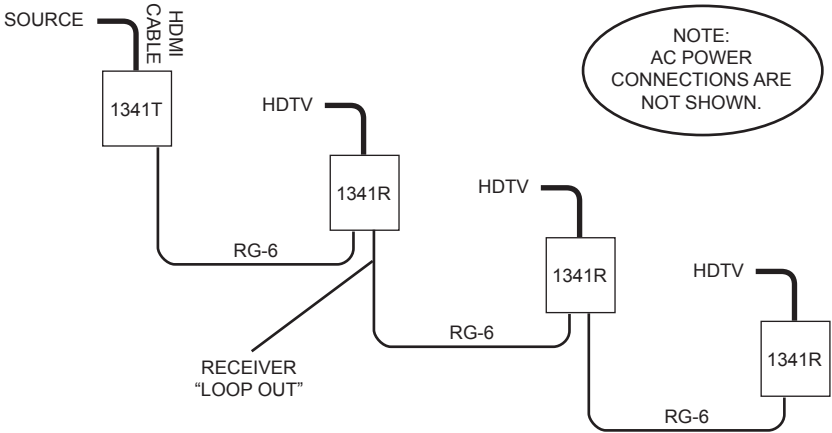 SOURCE
HDMI
CABLE
1341T
HDTV
1341R
RG-6
RECEIVER
“LOOP OUT”
HDTV
1341R
RG-6
HDTV
1341R
RG-6
NOTE:
AC POWER
CONNECTIONS ARE
NOT SHOWN.